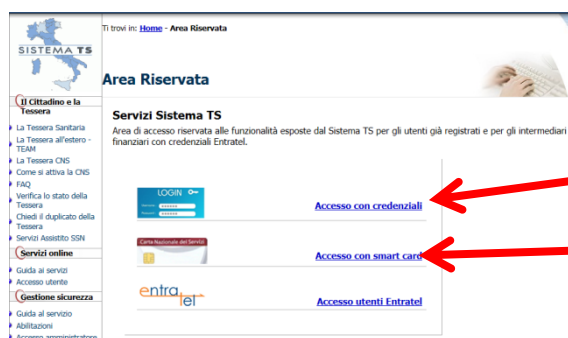 Ti trovi in: Home - Area Riservata
SISTEMA TS
Area Riservata
Il Cittadino e la
Tessera
La Tessera Sanitaria
La Tessera all'estero -
TEAM
La Tessera CNS
Come si attiva la CNS
FAQ
Verifica lo stato della
Tessera
Chiedi il duplicato della
Tessera
Servizi Assistito SSN
Servizi online
Guida ai servizi
Accesso utente
Gestione sicurezza
Guida al servizio
Abilitazioni
Accesso amministratore
Servizi Sistema TS
Area di accesso riservata alle funzionalità esposte dal Sistema TS per gli utenti già registrati e per gli intermediari
finanziari con credenziali Entratel.
LOGIN
Accesso con credenziali
Carta Nazionale dei Servizi
Accesso con smart card
entratel
Accesso utenti Entratel